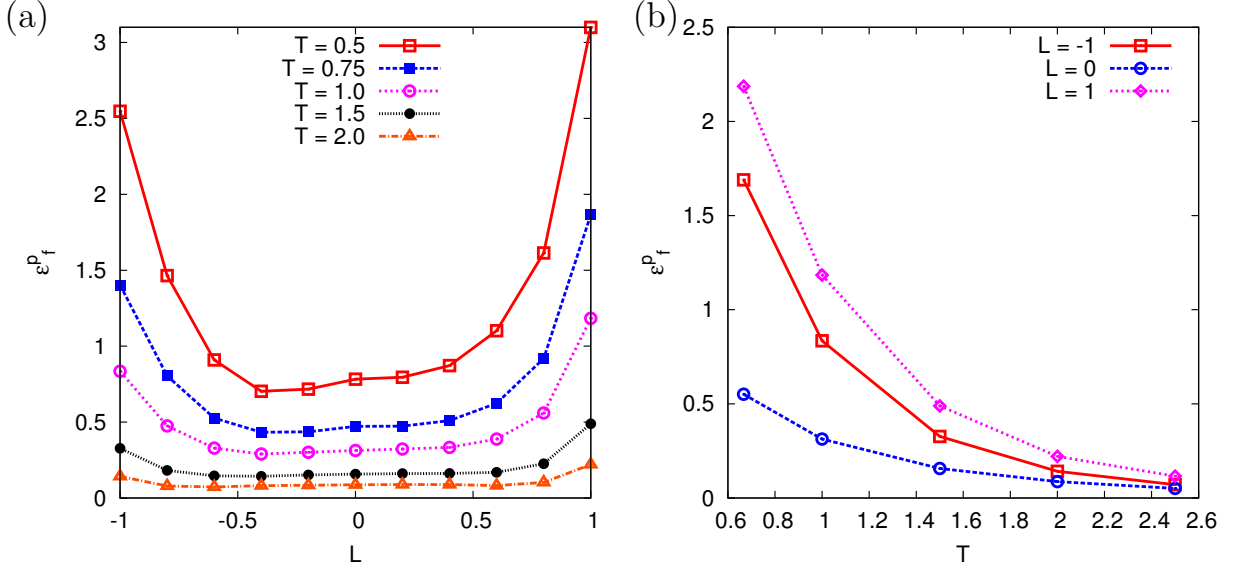 (a)
3
2.5
2
1.5
1
0.5
0
-1
-0.5
0
0.5
1
ε^p_f
L
T = 0.5
T = 0.75
T = 1.0
T = 1.5
T = 2.0
(b)
2.5
2
1.5
1
0.5
0
0.6
0.8
1
1.2
1.4
1.6
1.8
2
2.2
2.4
2.6
ε^p_f
T
L = -1
L = 0
L = 1